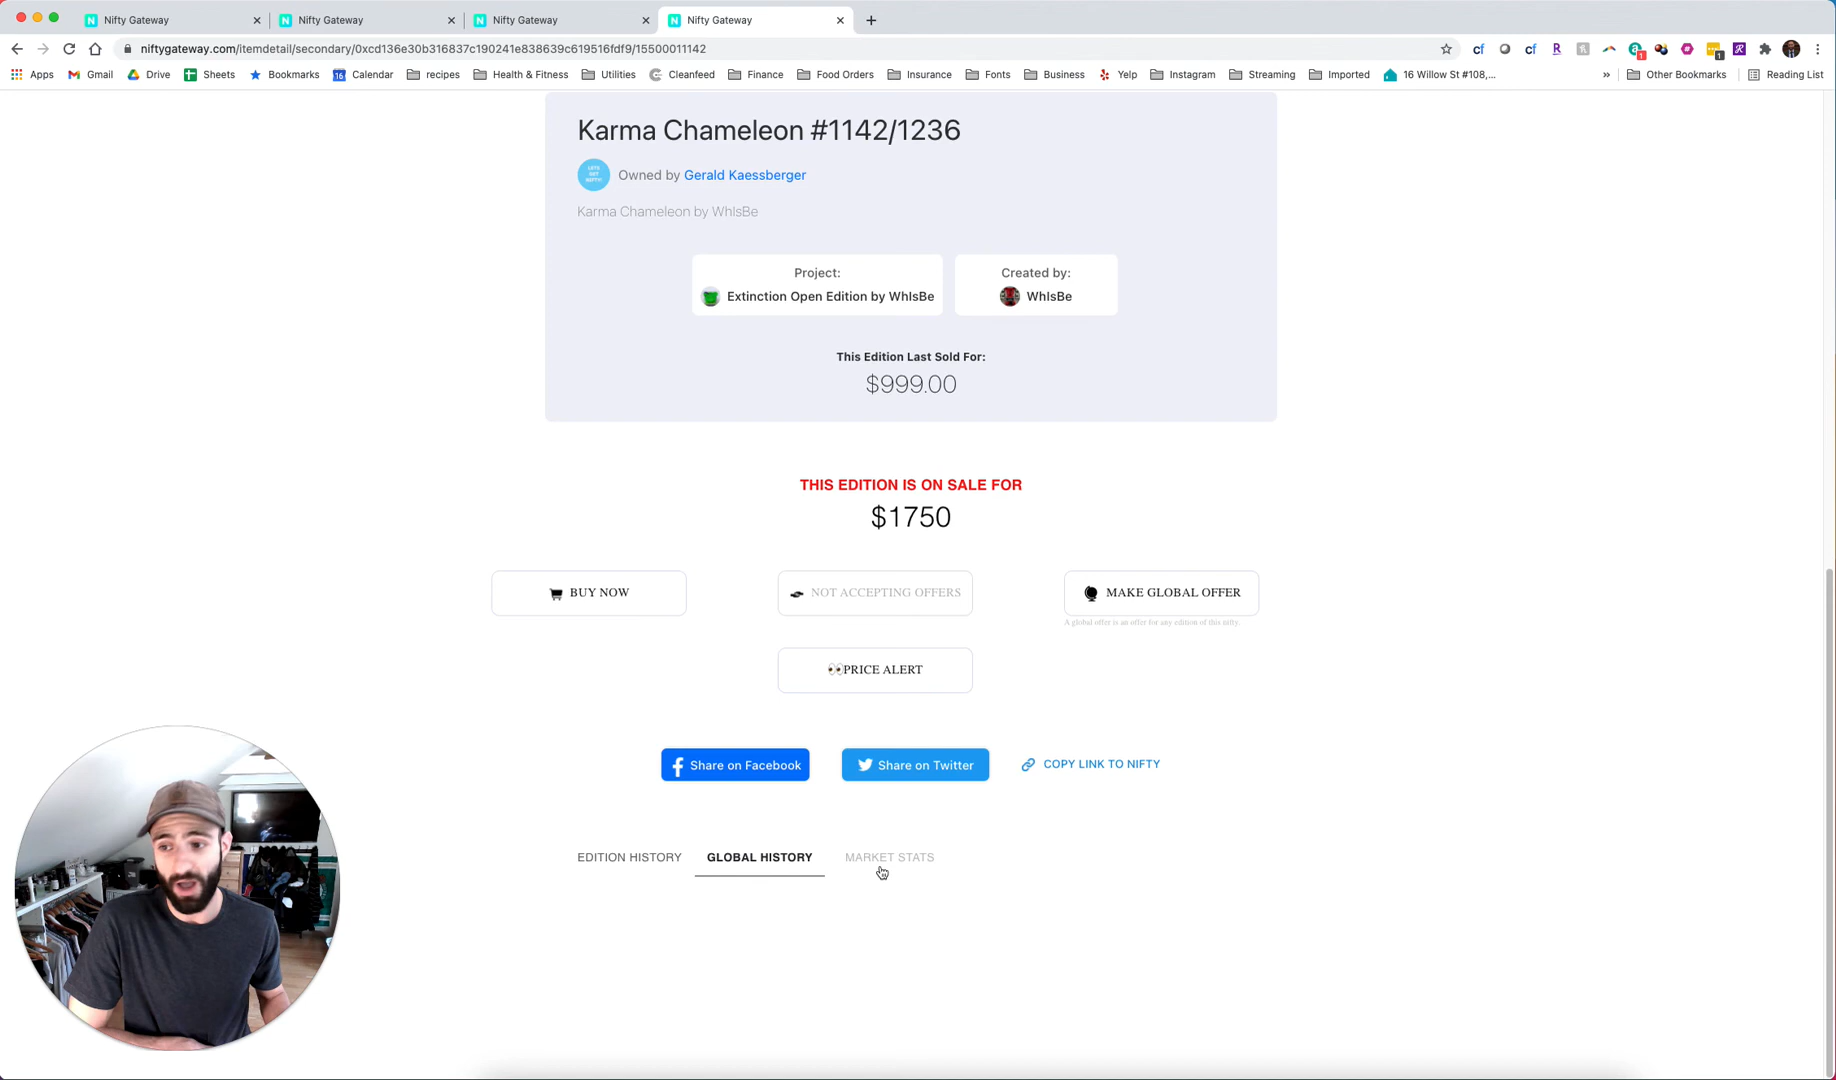 Nifty Gateway
Nifty Gateway
Nifty Gateway
Nifty Gateway
niftygateway.com/itemdetail/secondary/0xcd136e30b316837c190241e838639c619516fdf9/15500011142
Apps Gmail Drive Sheets Bookmarks 16 Calendar recipes Health & Fitness Utilities Cleanfeed Finance Food Orders Insurance Fonts Business Yelp Instagram Streaming Imported 16 Willow St #108,... » Other Bookmarks Reading List
Karma Chameleon #1142/1236
Owned by Gerald Kaessberger
Karma Chameleon by WhIsBe
Project:
Extinction Open Edition by WhIsBe
Created by:
WhIsBe
This Edition Last Sold For:
$999.00
THIS EDITION IS ON SALE FOR
$1750
BUY NOW
NOT ACCEPTING OFFERS
MAKE GLOBAL OFFER
A global offer is an offer for any edition of this nifty.
PRICE ALERT
Share on Facebook
Share on Twitter
COPY LINK TO NIFTY
EDITION HISTORY GLOBAL HISTORY MARKET STATS